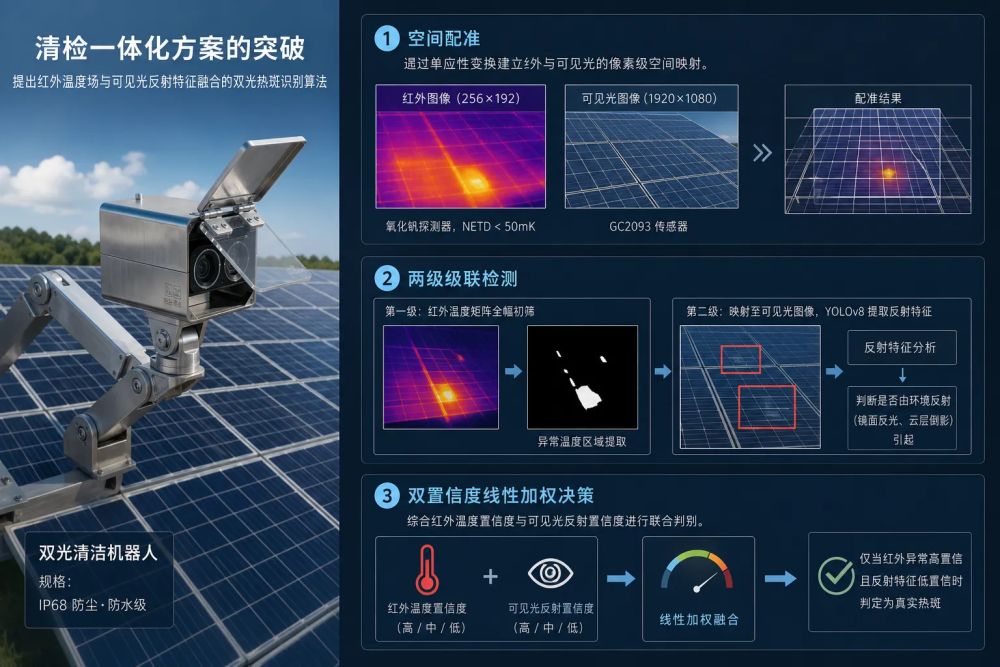 清检一体化方案的突破
提出红外温度场与可见光反射特征融合的双光热斑识别算法
双光清洁机器人
规格：
IP68 防尘·防水级
1 空间配准
通过单应性变换建立外与可见光的像素级空间映射。
红外图像（256×192）
可见光图像（1920×1080）
配准结果
氧化钒探测器，NETD < 50mK
GC2093 传感器
2 两级级联检测
第一级：红外温度矩阵全幅初筛
异常温度区域提取
第二级：映射至可见光图像，YOLOv8 提取反射特征
反射特征分析
判断是否由环境反射
（镜面反光、云层倒影）
引起
3 双置信度线性加权决策
综合红外温度置信度与可见光反射置信度进行联合判别。
红外温度置信度
（高 / 中 / 低）
+
可见光反射置信度
（高 / 中 / 低）
线性加权融合
仅当红外异常高置信
且反射特征低置信时
判定为真实热斑